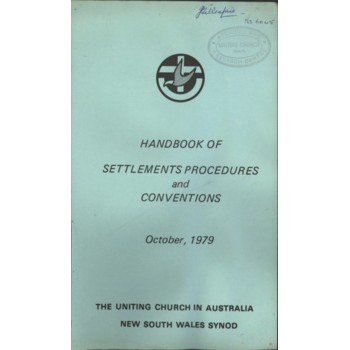 HANDBOOK OF
SETTLEMENTS PROCEDURES
and
CONVENTIONS
October, 1979
THE UNITING CHURCH IN AUSTRALIA
NEW SOUTH WALES SYNOD